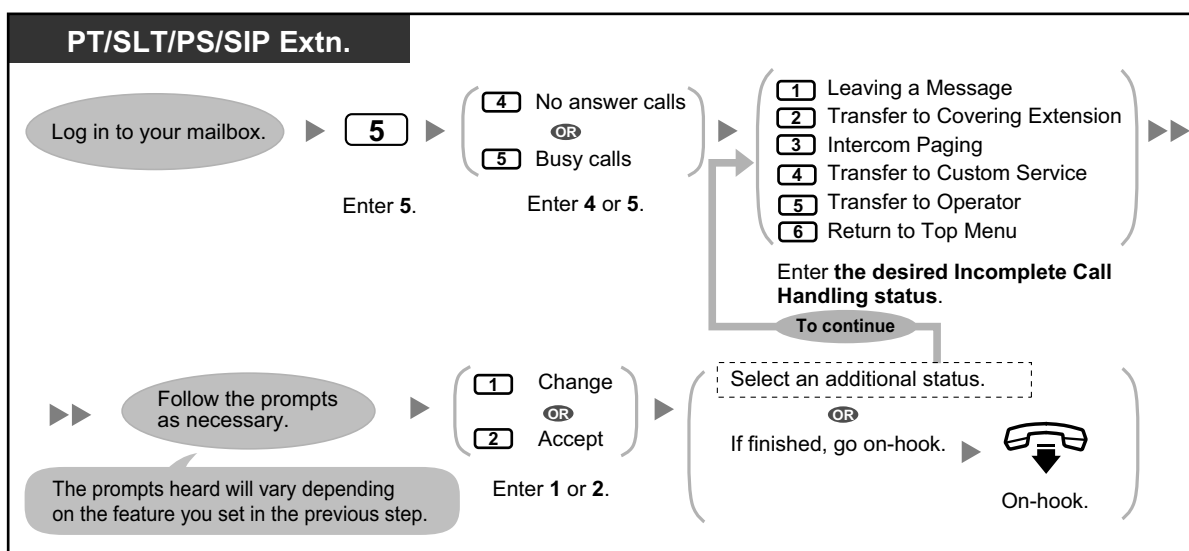 PT/SLT/PS/SIP Extn.
Log in to your mailbox.
5
Enter 5.
4 No answer calls
OR
5 Busy calls
Enter 4 or 5.
1 Leaving a Message
2 Transfer to Covering Extension
3 Intercom Paging
4 Transfer to Custom Service
5 Transfer to Operator
6 Return to Top Menu
Enter the desired Incomplete Call
Handling status.
To continue
Follow the prompts
as necessary.
The prompts heard will vary depending
on the feature you set in the previous step.
1 Change
OR
2 Accept
Enter 1 or 2.
Select an additional status.
OR
If finished, go on-hook.
On-hook.